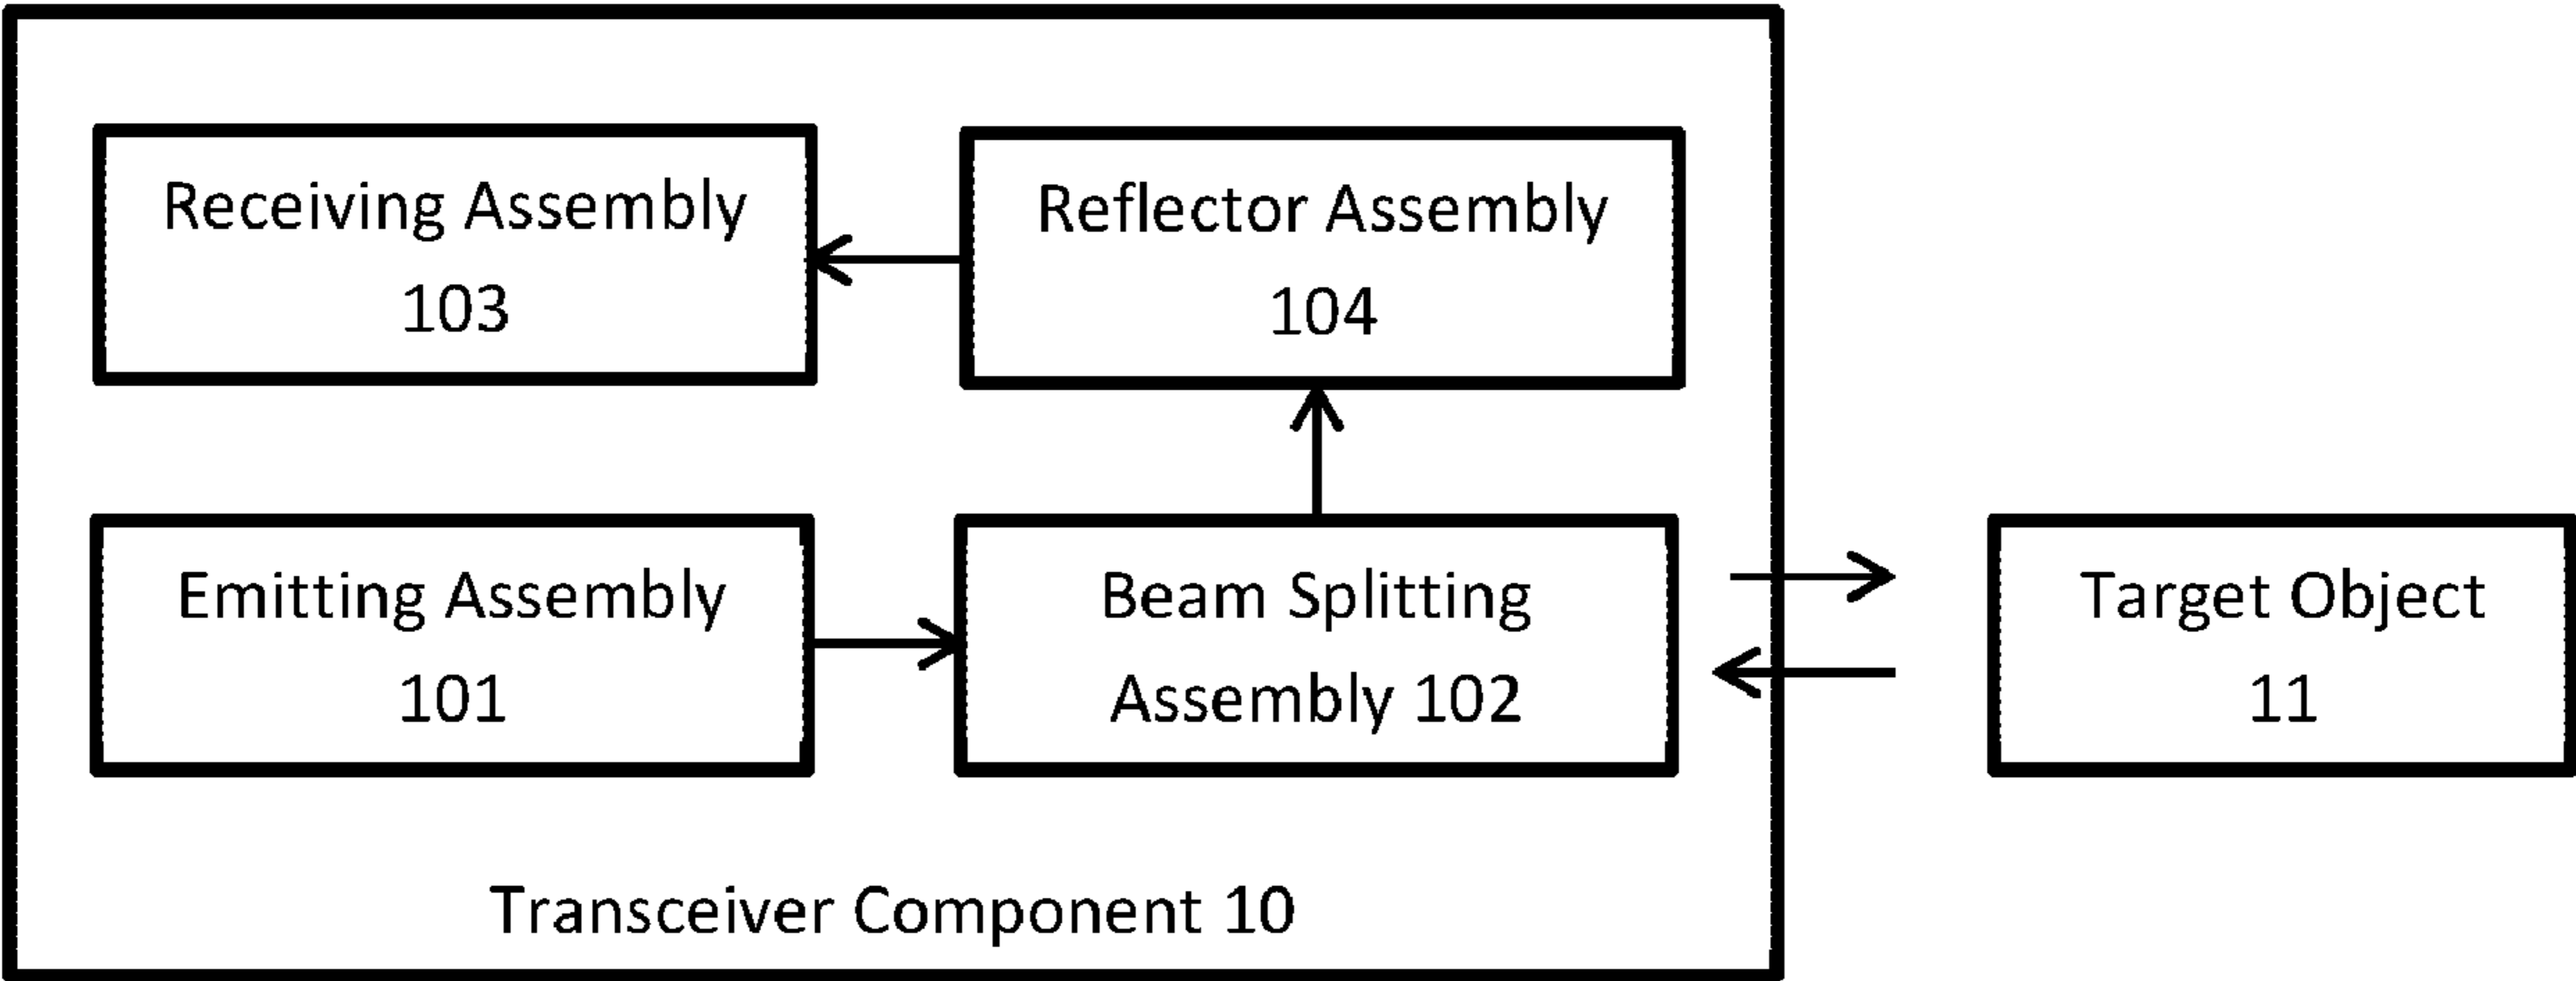 Receiving Assembly
103
Reflector Assembly
104
Emitting Assembly
101
Beam Splitting
Assembly 102
Target Object
11
Transceiver Component 10